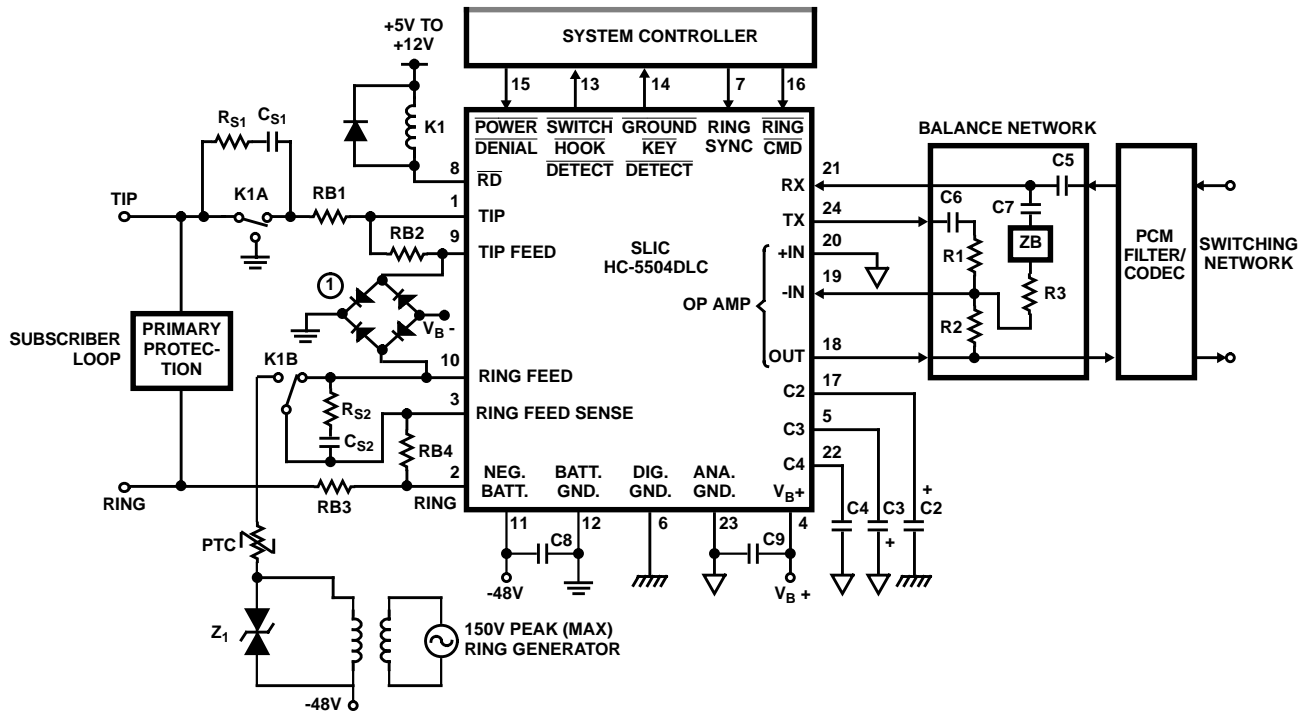 SYSTEM CONTROLLER
+5V TO
+12V
15
13
14
7
16
K1
RS1
CS1
POWER
DENIAL
SWITCH
HOOK
DETECT
GROUND
KEY
DETECT
RING
SYNC
RING
CMD
BALANCE NETWORK
8
RD
21
RX
C5
TIP
K1A
RB1
1
TIP
24
TX
C6
C7
RB2
9
TIP FEED
SLIC
HC-5504DLC
20
+IN
R1
ZB
PCM
FILTER/
CODEC
SWITCHING
NETWORK
1
OP AMP
19
-IN
R3
VB -
R2
SUBSCRIBER
LOOP
PRIMARY
PROTEC-
TION
K1B
10
RING FEED
18
OUT
17
C2
RS2
3
RING FEED SENSE
5
C3
CS2
RB4
22
C4
2
RING
NEG.
BATT.
BATT.
GND.
DIG.
GND.
ANA.
GND.
VB+
RING
RB3
11
12
6
23
4
C8
C9
C4
C3
+
+
C2
PTC
-48V
VB +
Z1
150V PEAK (MAX)
RING GENERATOR
-48V